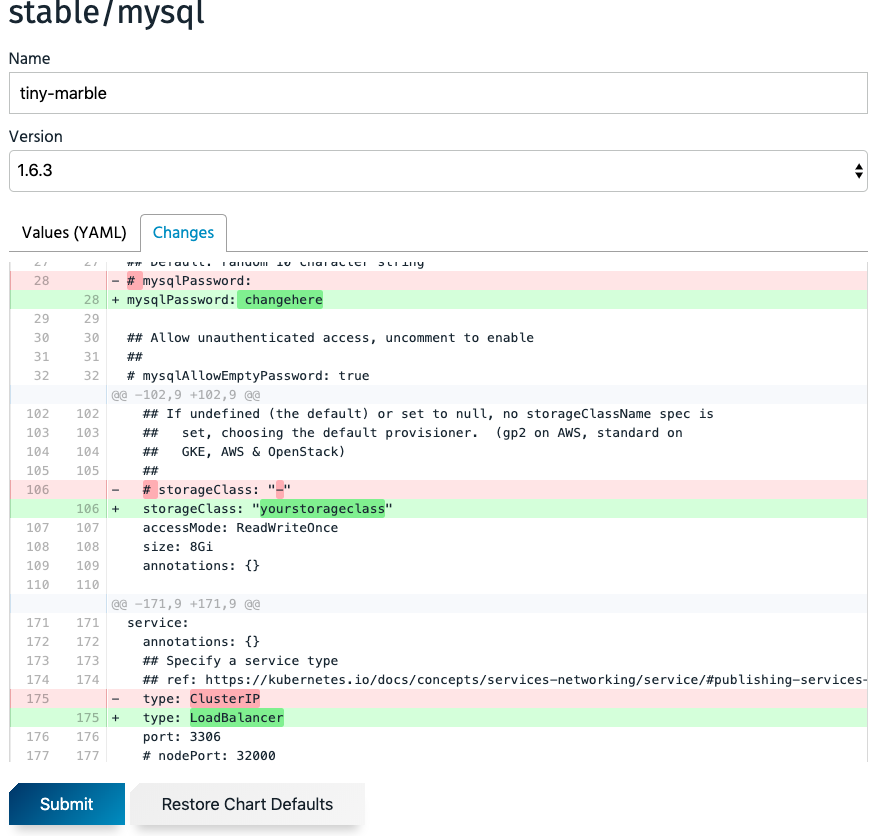 stable/mysql
Name
tiny-marble
Version
1.6.3
Values (YAML) Changes
27 27 ## Default: random 10 character string
28 - # mysqlPassword:
28 + mysqlPassword: changehere
29 29
30 30 ## Allow unauthenticated access, uncomment to enable
31 31 ##
32 32 # mysqlAllowEmptyPassword: true
@@ -102,9 +102,9 @@
102 102 ## If undefined (the default) or set to null, no storageClassName spec is
103 103 ##   set, choosing the default provisioner.  (gp2 on AWS, standard on
104 104 ##   GKE, AWS & OpenStack)
105 105 ##
106 - # storageClass: "-"
106 + storageClass: "yourstorageclass"
107 107 accessMode: ReadWriteOnce
108 108 size: 8Gi
109 109 annotations: {}
110 110
@@ -171,9 +171,9 @@
171 171 service:
172 172 annotations: {}
173 173 ## Specify a service type
174 174 ## ref: https://kubernetes.io/docs/concepts/services-networking/service/#publishing-services-
175 - type: ClusterIP
175 + type: LoadBalancer
176 176 port: 3306
177 177 # nodePort: 32000
Submit Restore Chart Defaults